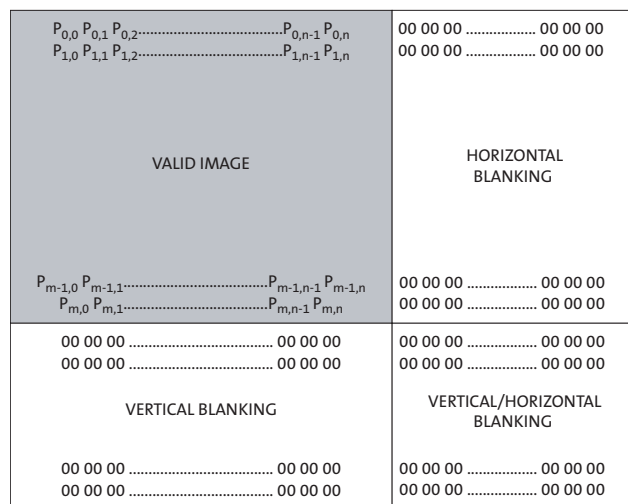 P0,0 P0,1 P0,2................................................P0,n-1 P0,n
00 00 00 .................. 00 00 00
P1,0 P1,1 P1,2................................................P1,n-1 P1,n
00 00 00 .................. 00 00 00
VALID IMAGE
HORIZONTAL
BLANKING
Pm-1,0 Pm-1,1................................................Pm-1,n-1 Pm-1,n
00 00 00 .................. 00 00 00
Pm,0 Pm,1................................................Pm,n-1 Pm,n
00 00 00 .................. 00 00 00
00 00 00 ..................................... 00 00 00
00 00 00 .................. 00 00 00
00 00 00 ..................................... 00 00 00
00 00 00 .................. 00 00 00
VERTICAL BLANKING
VERTICAL/HORIZONTAL
BLANKING
00 00 00 ..................................... 00 00 00
00 00 00 .................. 00 00 00
00 00 00 ..................................... 00 00 00
00 00 00 .................. 00 00 00